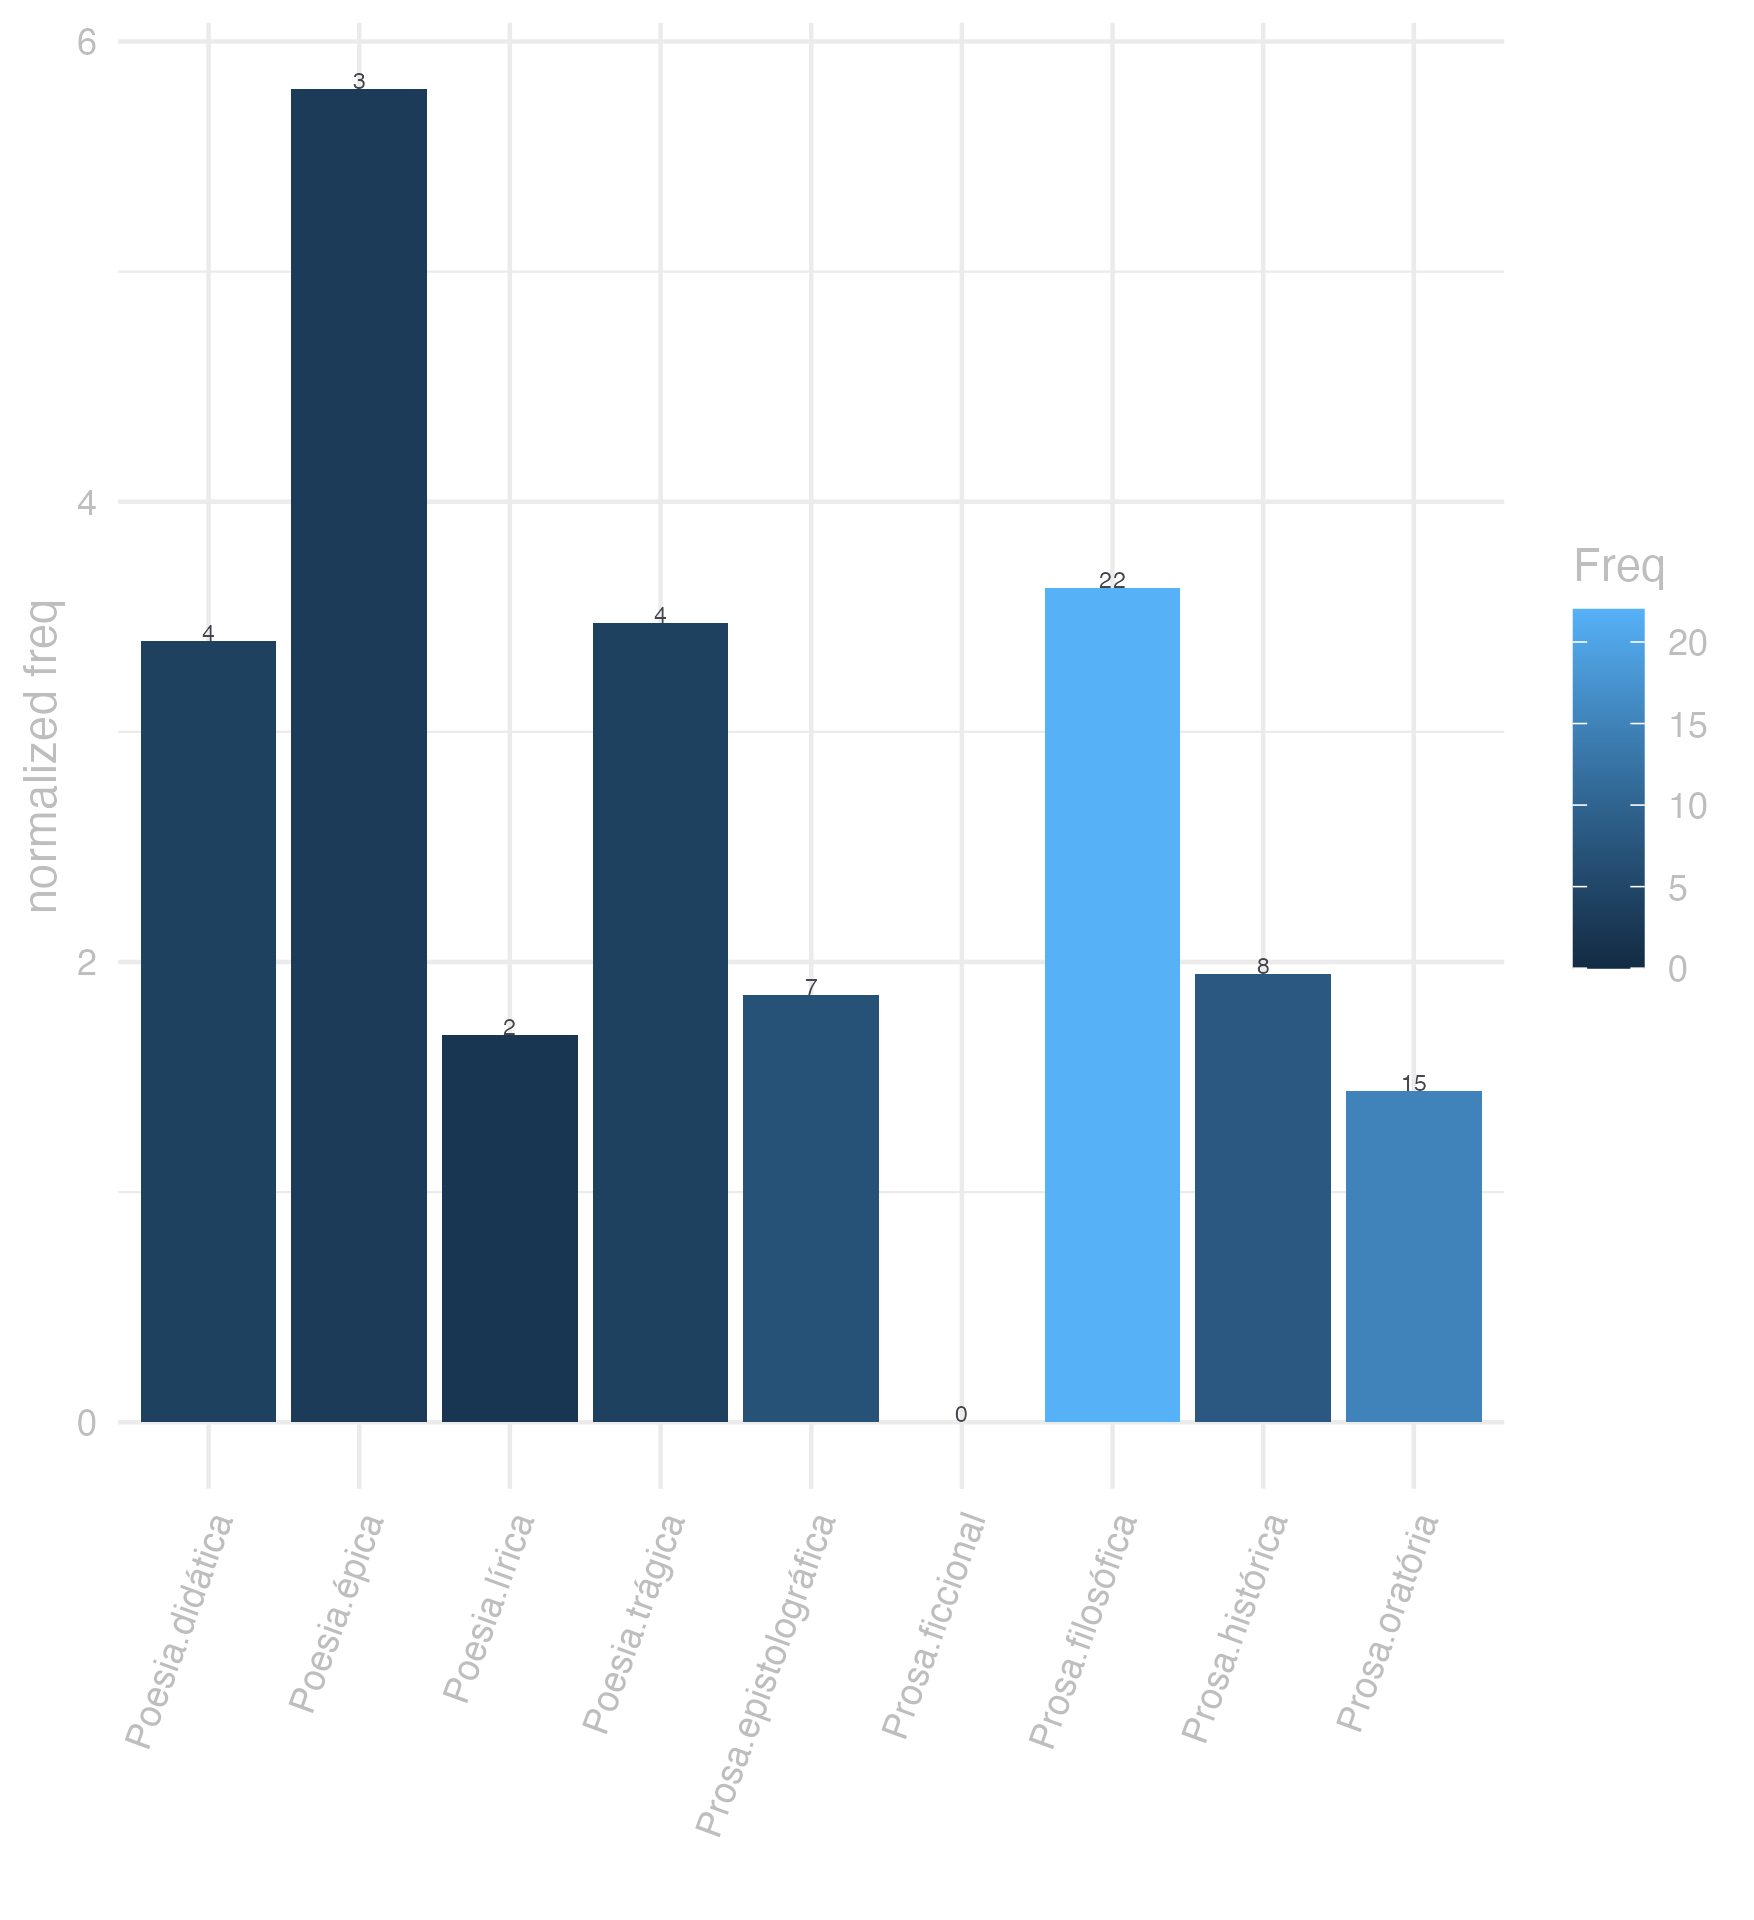 normalized freq
6
4
2
0
4
3
2
4
7
0
22
8
15
Poesia.didática
Poesia.épica
Poesia.lírica
Poesia.trágica
Prosa.epistolográfica
Prosa.ficcional
Prosa.filosófica
Prosa.histórica
Prosa.oratória
Freq
20
15
10
5
0